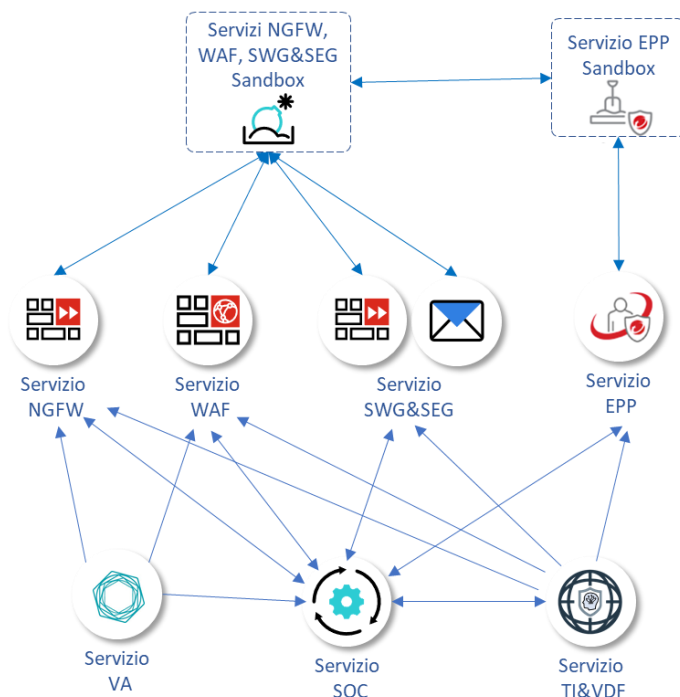 Servizi NGFW,
WAF, SWG&SEG
Sandbox
Servizio EPP
Sandbox
Servizio
NGFW
Servizio
WAF
Servizio
SWG&SEG
Servizio
EPP
Servizio
VA
Servizio
SOC
Servizio
TI&VDF